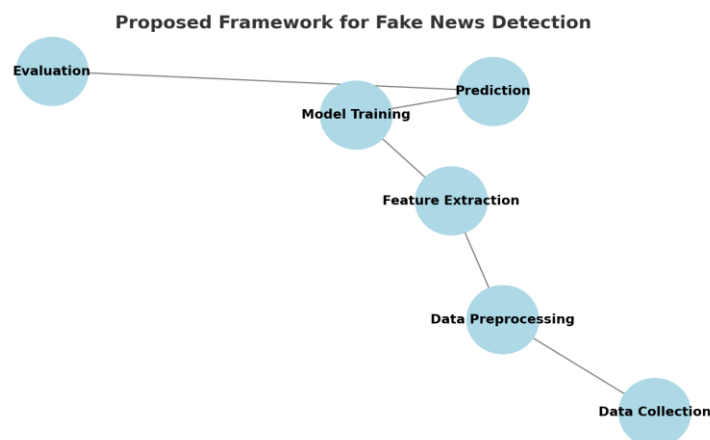 Proposed Framework for Fake News Detection
Evaluation
Prediction
Model Training
Feature Extraction
Data Preprocessing
Data Collection